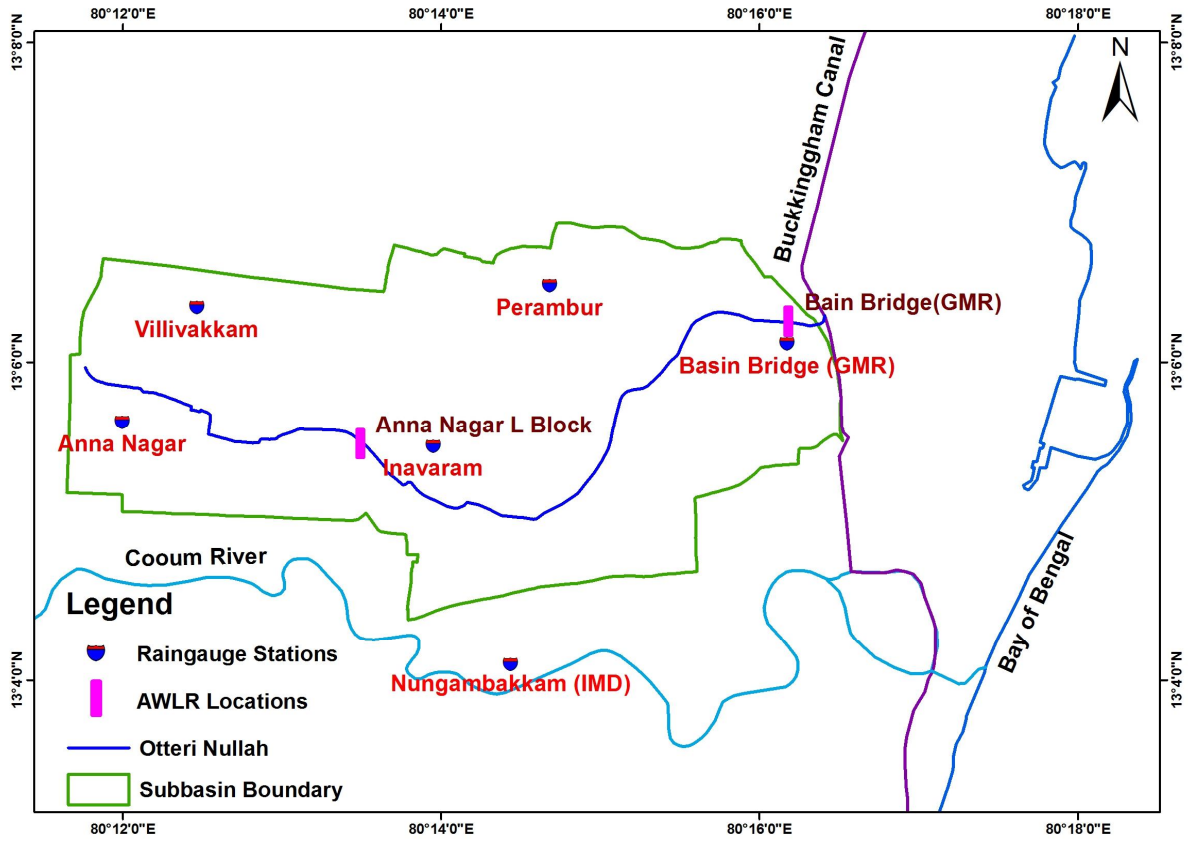 80°12'0"E 80°14'0"E 80°16'0"E 80°18'0"E
13°8'0"N
13°8'0"N
N
Buckkinggham Canal
Villivakkam
Perambur
Bain Bridge(GMR)
Basin Bridge (GMR)
13°6'0"N
13°6'0"N
Anna Nagar
Anna Nagar L Block
Inavaram
Cooum River
Bay of Bengal
Nungambakkam (IMD)
13°4'0"N
13°4'0"N
Legend
Raingauge Stations
AWLR Locations
Otteri Nullah
Subbasin Boundary
80°12'0"E 80°14'0"E 80°16'0"E 80°18'0"E